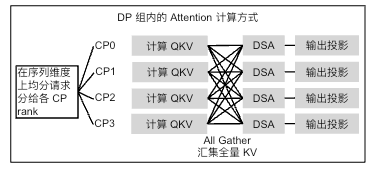 DP 组内的 Attention 计算方式
在序列维度
上均分请求
分给各 CP
rank
CP0 计算 QKV DSA 输出投影
CP1 计算 QKV DSA 输出投影
CP2 计算 QKV DSA 输出投影
CP3 计算 QKV DSA 输出投影
All Gather
汇集全量 KV